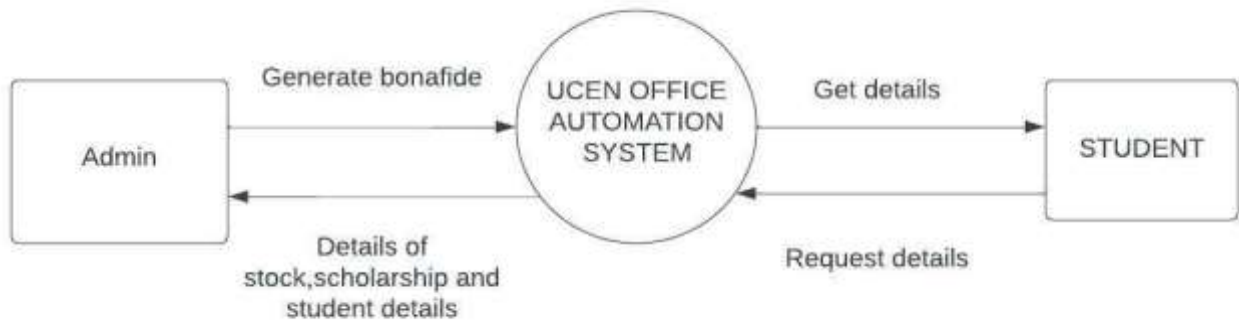 Generate bonafide
Admin
Details of
stock,scholarship and
student details
UCEN OFFICE
AUTOMATION
SYSTEM
Get details
Request details
STUDENT